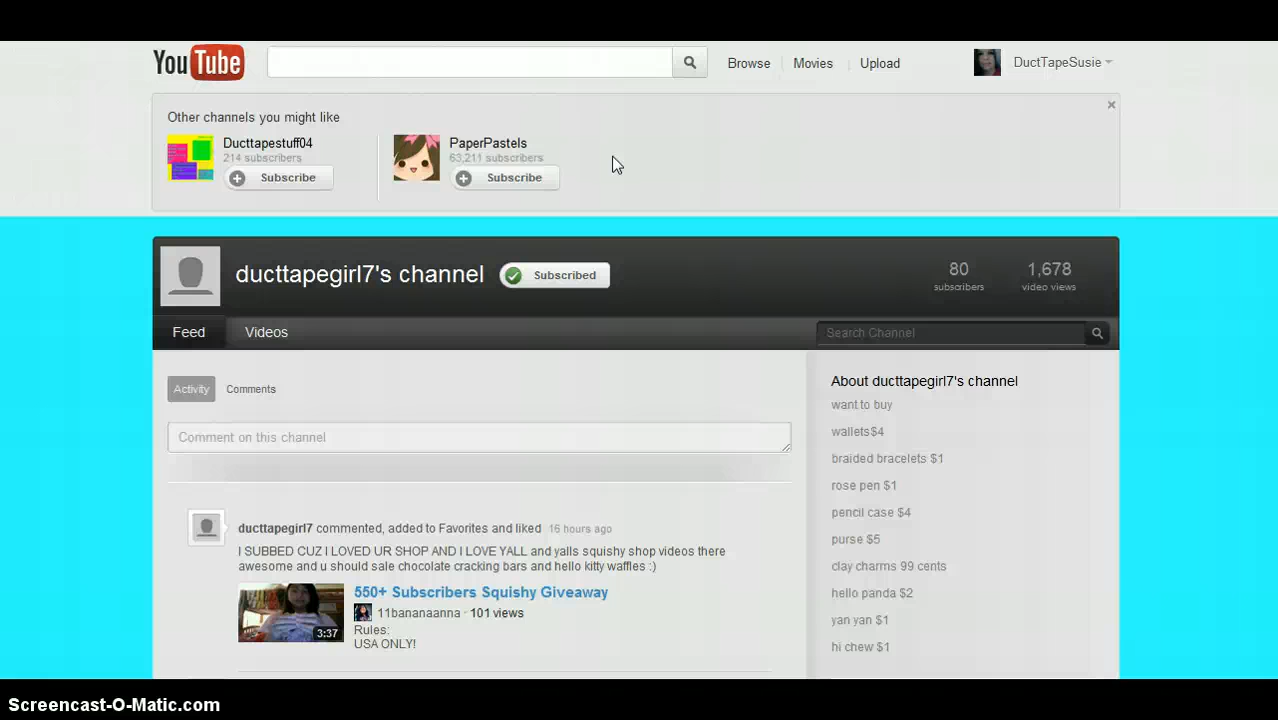 YouTube
Browse
Movies
Upload
DuctTapeSusie
Other channels you might like
Ducttapestuff04
214 subscribers
Subscribe
PaperPastels
63,211 subscribers
Subscribe
ducttapegirl7's channel
Subscribed
80
subscribers
1,678
video views
Feed
Videos
Search Channel
Activity
Comments
Comment on this channel
ducttapegirl7 commented, added to Favorites and liked 16 hours ago
I SUBBED CUZ I LOVED UR SHOP AND I LOVE YALL and yalls squishy shop videos there
awesome and u should sale chocolate cracking bars and hello kitty waffles :)
3:37
550+ Subscribers Squishy Giveaway
11bananaanna · 101 views
Rules:
USA ONLY!
About ducttapegirl7's channel
want to buy
wallets$4
braided bracelets $1
rose pen $1
pencil case $4
purse $5
clay charms 99 cents
hello panda $2
yan yan $1
hi chew $1
Screencast-O-Matic.com